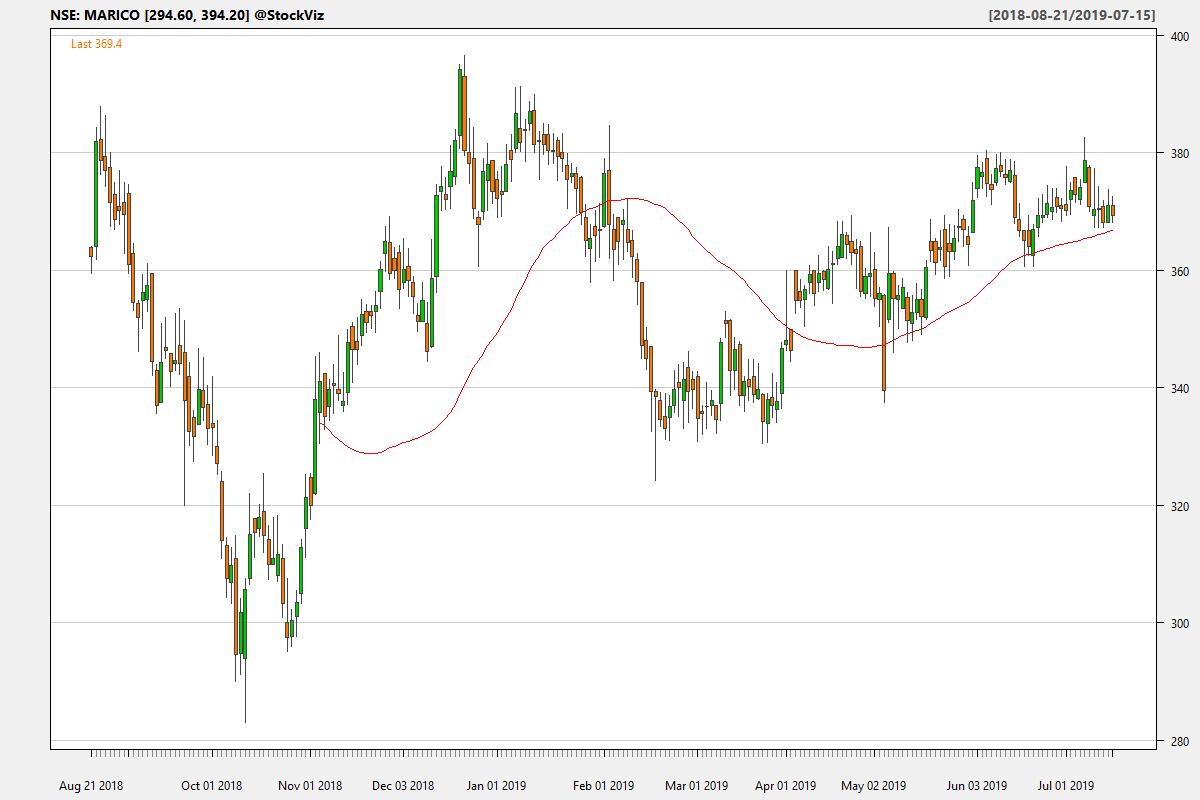 NSE: MARICO [294.60, 394.20] @StockViz
[2018-08-21/2019-07-15]
Last 369.4
400
380
360
340
320
300
280
Aug 21 2018
Oct 01 2018
Nov 01 2018
Dec 03 2018
Jan 01 2019
Feb 01 2019
Mar 01 2019
Apr 01 2019
May 02 2019
Jun 03 2019
Jul 01 2019